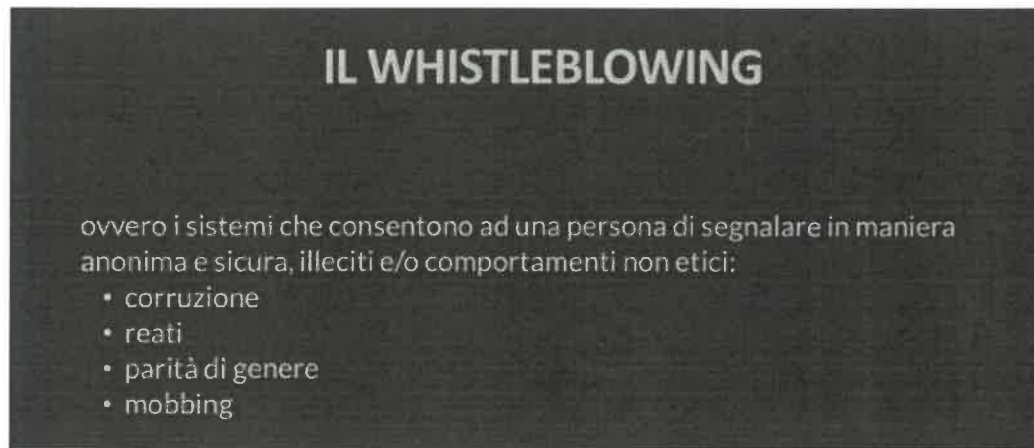 IL WHISTLEBLOWING
ovvero i sistemi che consentono ad una persona di segnalare in maniera
anonima e sicura, illeciti e/o comportamenti non etici:
• corruzione
• reati
• parità di genere
• mobbing